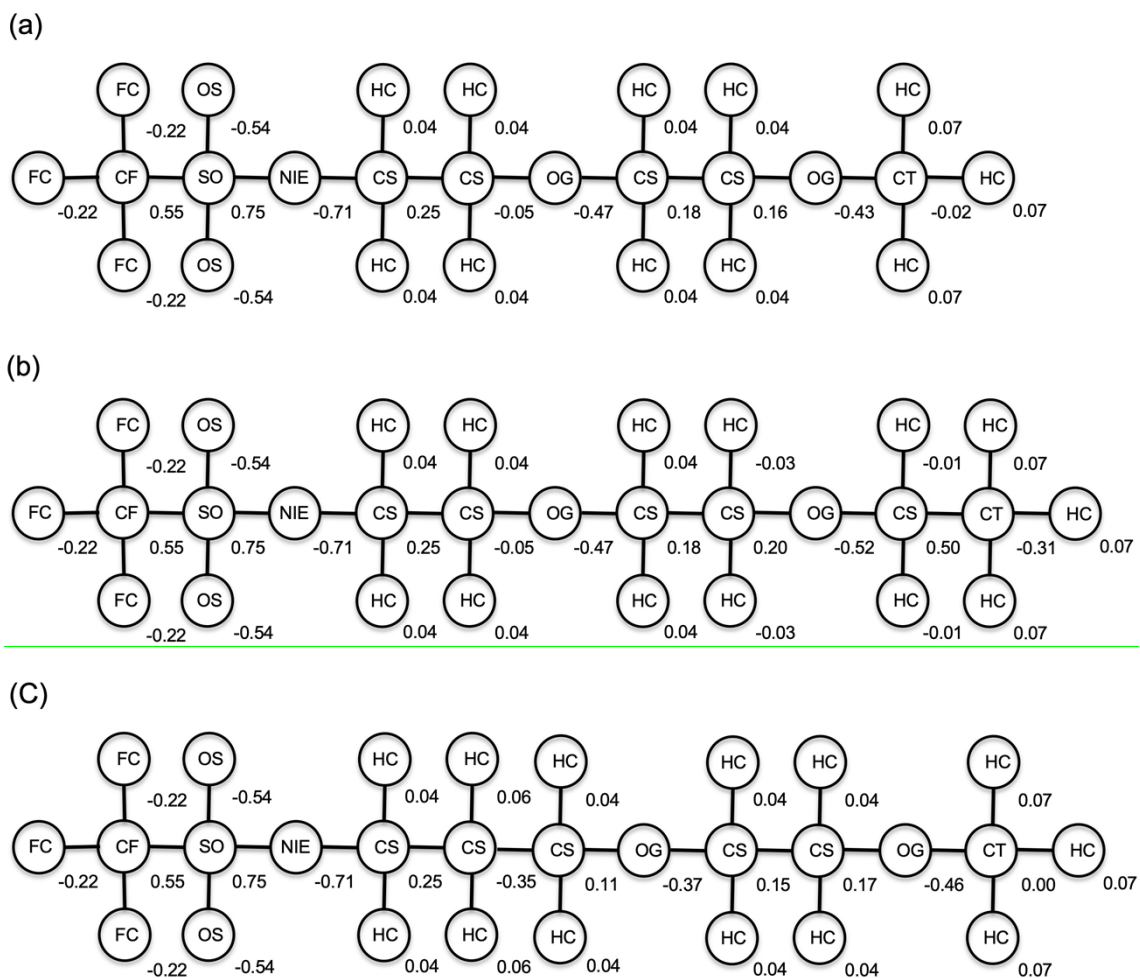 (a)
FC OS HC HC HC HC HC
-0.22 -0.54 0.04 0.04 0.04 0.04 0.07
FC CF SO NIE CS CS OG CS CS OG CT HC
-0.22 0.55 0.75 -0.71 0.25 -0.05 -0.47 0.18 0.16 -0.43 -0.02 0.07
FC OS HC HC HC HC HC
-0.22 -0.54 0.04 0.04 0.04 0.04 0.07
(b)
FC OS HC HC HC HC HC HC
-0.22 -0.54 0.04 0.04 0.04 -0.03 -0.01 0.07
FC CF SO NIE CS CS OG CS CS OG CS CT HC
-0.22 0.55 0.75 -0.71 0.25 -0.05 -0.47 0.18 0.20 -0.52 0.50 -0.31 0.07
FC OS HC HC HC HC HC HC
-0.22 -0.54 0.04 0.04 0.04 -0.03 -0.01 0.07
(C)
FC OS HC HC HC HC HC HC
-0.22 -0.54 0.04 0.06 0.04 0.04 0.04 0.07
FC CF SO NIE CS CS CS OG CS CS OG CT HC
-0.22 0.55 0.75 -0.71 0.25 -0.35 0.11 -0.37 0.15 0.17 -0.46 0.00 0.07
FC OS HC HC HC HC HC HC
-0.22 -0.54 0.04 0.06 0.04 0.04 0.04 0.07